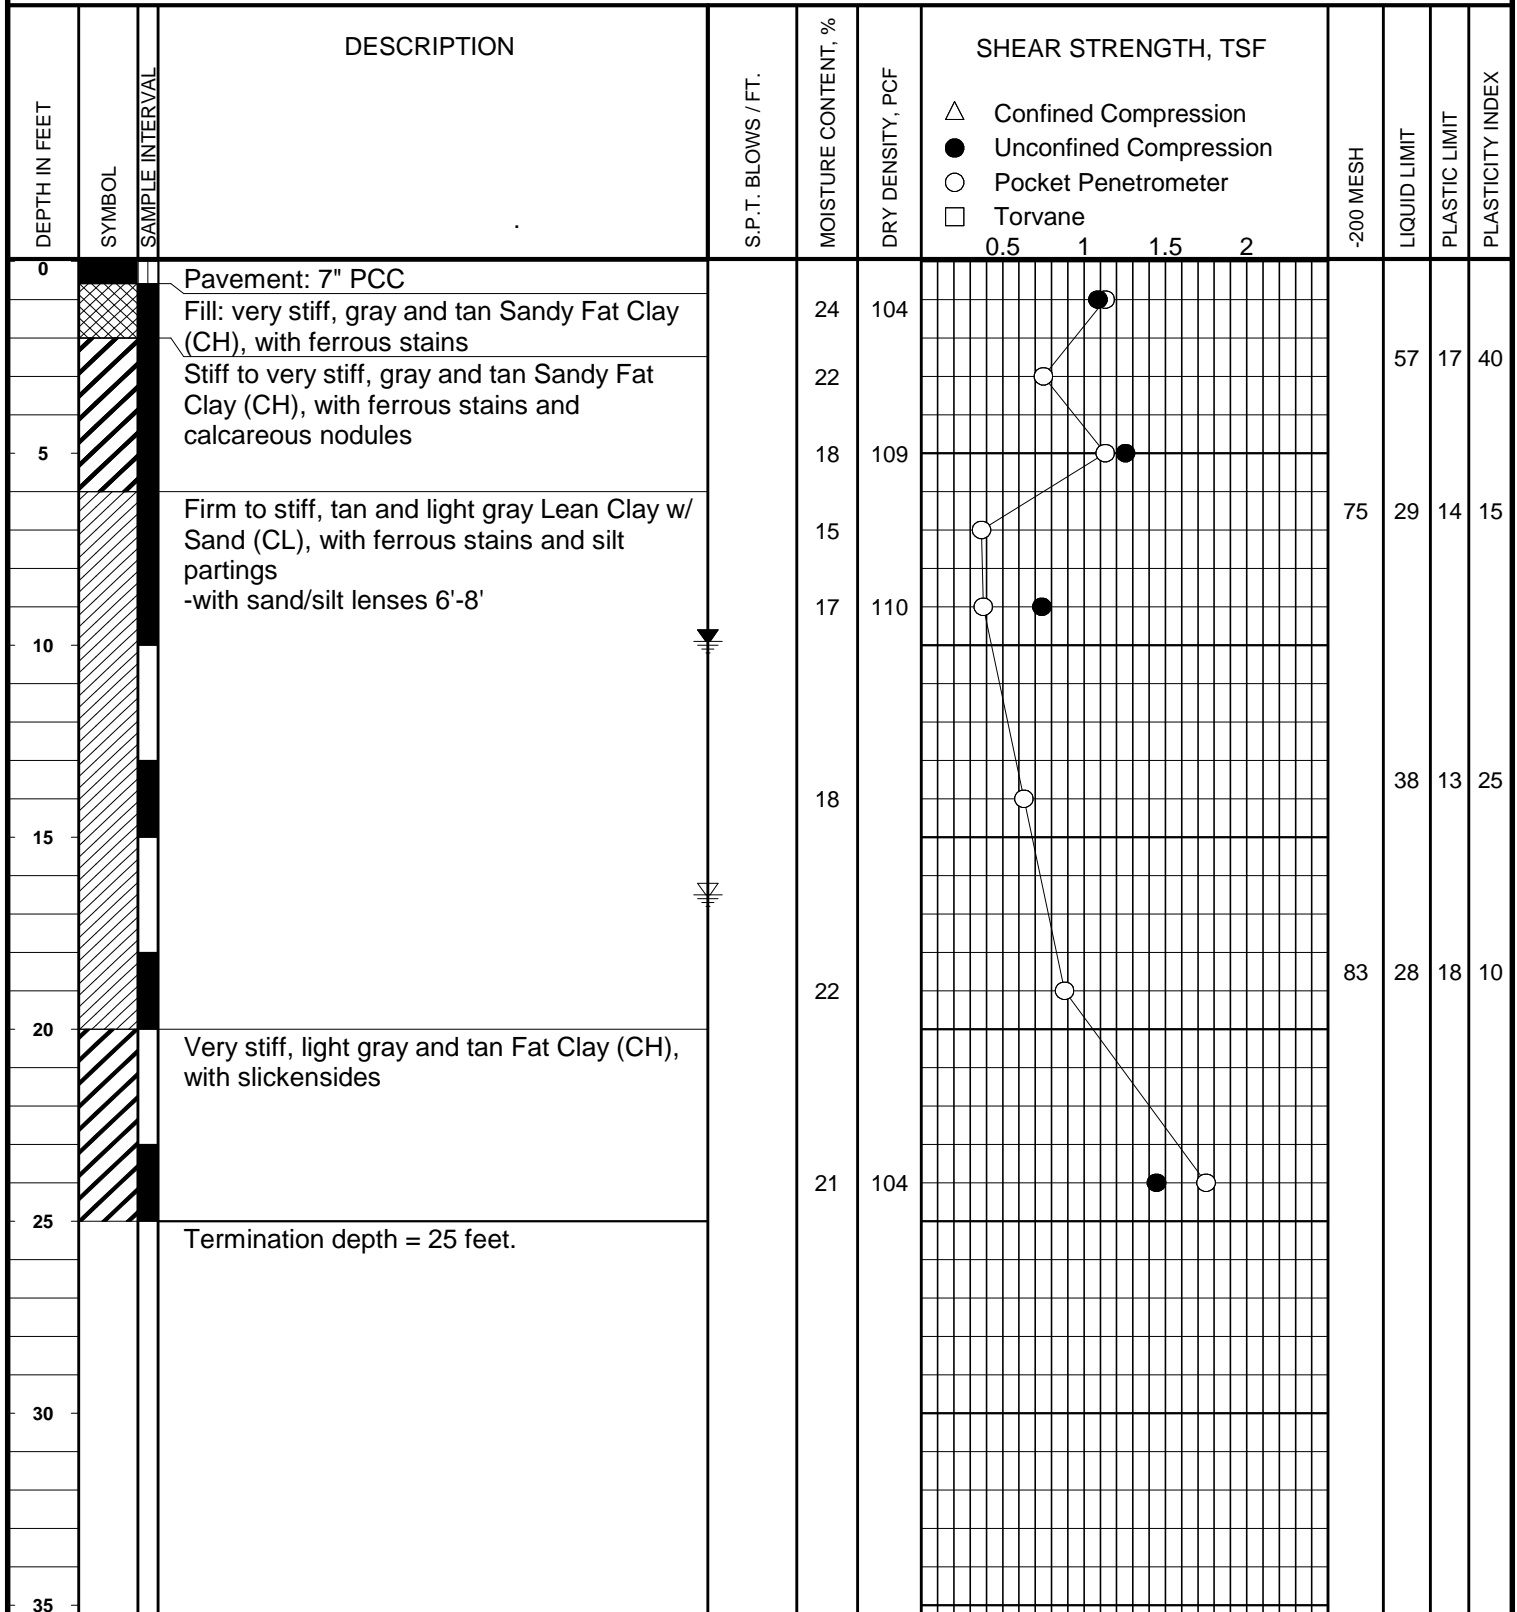 DEPTH IN FEET
SYMBOL
SAMPLE INTERVAL
DESCRIPTION
.
S.P.T. BLOWS / FT.
MOISTURE CONTENT, %
DRY DENSITY, PCF
SHEAR STRENGTH, TSF
Confined Compression
Unconfined Compression
Pocket Penetrometer
Torvane
0.5 1 1.5 2
-200 MESH
LIQUID LIMIT
PLASTIC LIMIT
PLASTICITY INDEX
0
Pavement: 7" PCC
Fill: very stiff, gray and tan Sandy Fat Clay
24 104
(CH), with ferrous stains
57 17 40
Stiff to very stiff, gray and tan Sandy Fat
22
Clay (CH), with ferrous stains and
calcareous nodules
5 18 109
Firm to stiff, tan and light gray Lean Clay w/
75 29 14 15
Sand (CL), with ferrous stains and silt
15
partings
-with sand/silt lenses 6'-8'
17 110
10
38 13 25
18
15
83 28 18 10
22
20
Very stiff, light gray and tan Fat Clay (CH),
with slickensides
21 104
25
Termination depth = 25 feet.
30
35